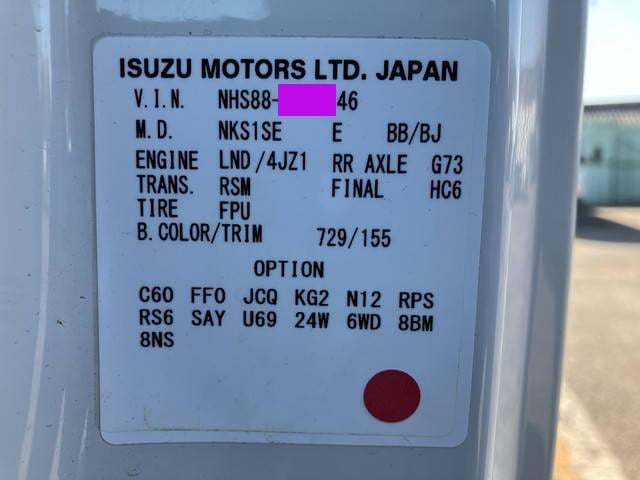 ISUZU MOTORS LTD. JAPAN
V.I.N. NHS88-    46
M.D. NKS1SE E BB/BJ
ENGINE LND/4JZ1 RR AXLE G73
TRANS. RSM FINAL HC6
TIRE FPU
B.COLOR/TRIM 729/155
OPTION
C60 FF0 JCQ KG2 N12 RPS
RS6 SAY U69 24W 6WD 8BM
8NS